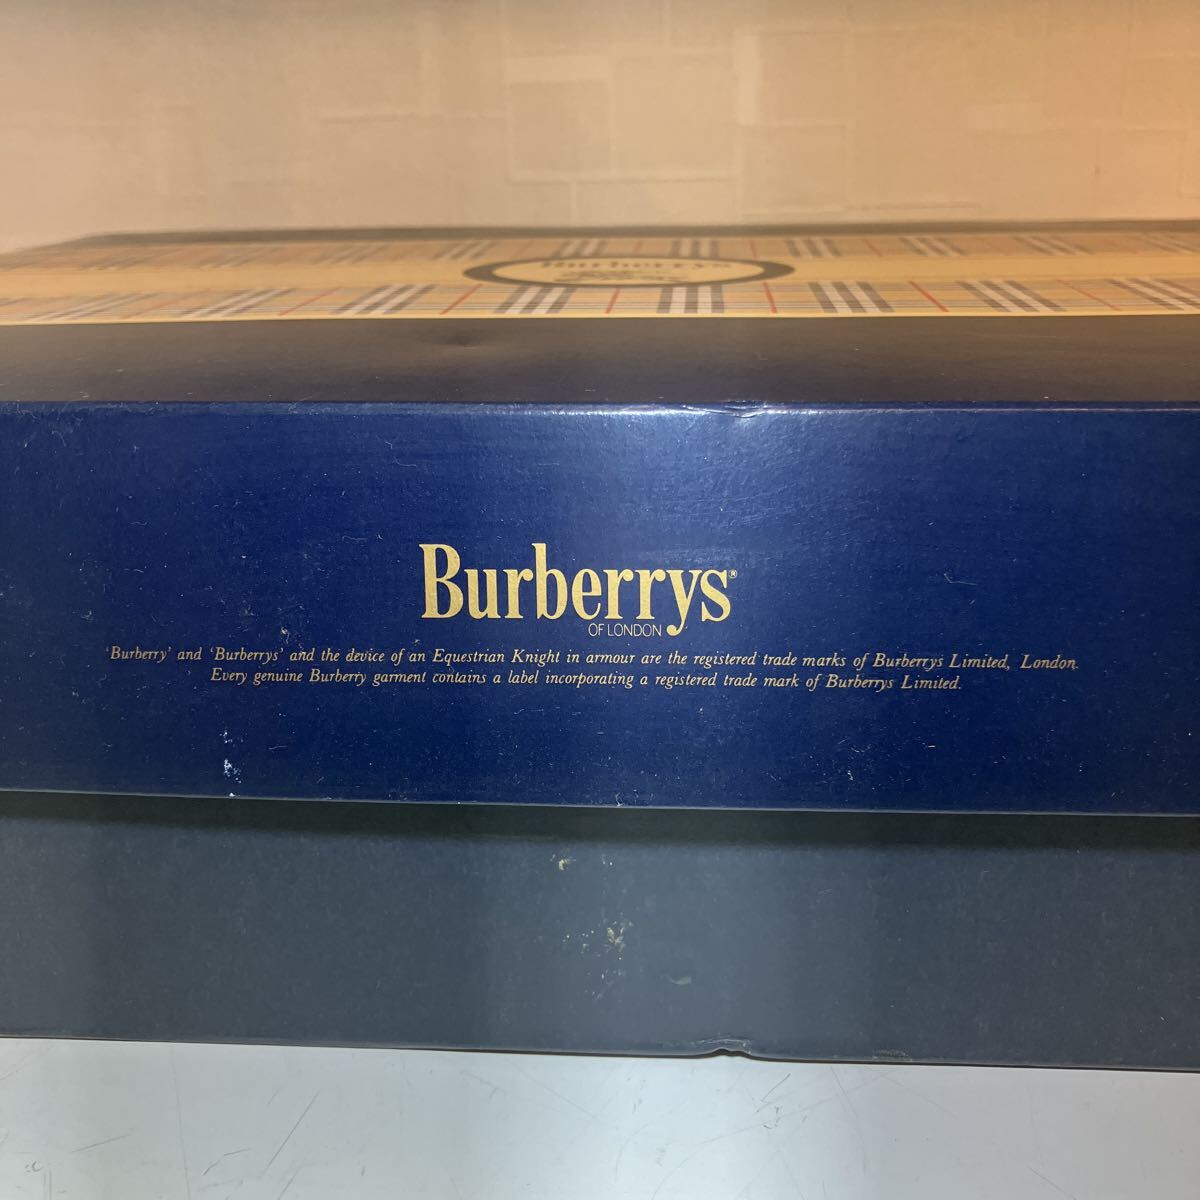 Burberrys
Burberrys®
OF LONDON
'Burberry' and 'Burberrys' and the device of an Equestrian Knight in armour are the registered trade marks of Burberrys Limited, London.
Every genuine Burberry garment contains a label incorporating a registered trade mark of Burberrys Limited.